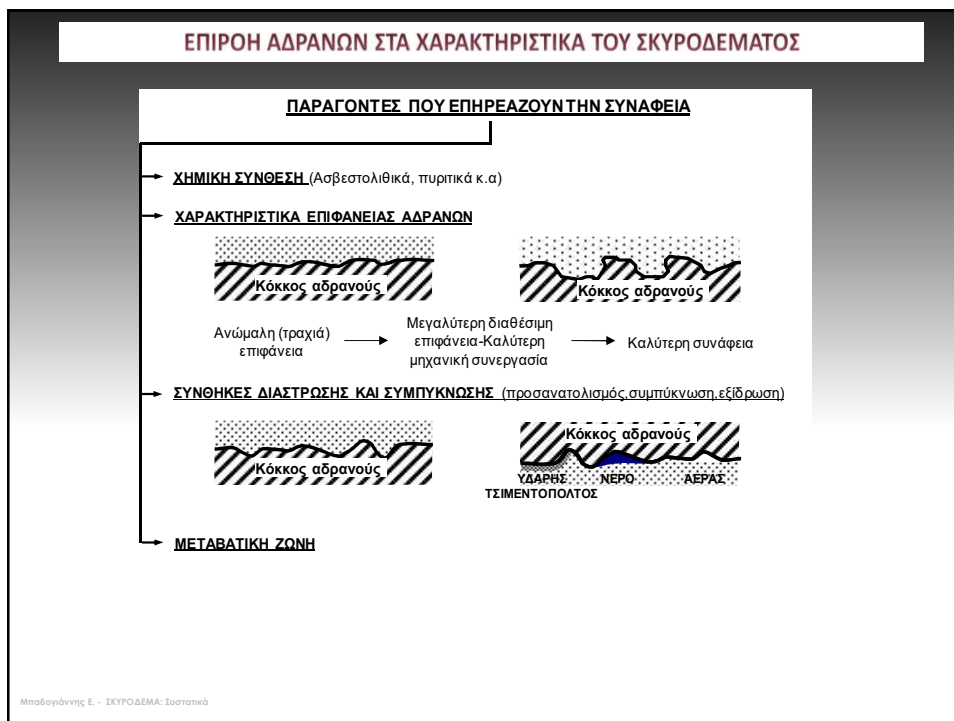 ΕΠΙΡΟΗ ΑΔΡΑΝΩΝ ΣΤΑ ΧΑΡΑΚΤΗΡΙΣΤΙΚΑ ΤΟΥ ΣΚΥΡΟΔΕΜΑΤΟΣ
ΠΑΡΑΓΟΝΤΕΣ ΠΟΥ ΕΠΗΡΕΑΖΟΥΝ ΤΗΝ ΣΥΝΑΦΕΙΑ
ΧΗΜΙΚΗ ΣΥΝΘΕΣΗ (Ασβεστολιθικά, πυριτικά κ.α)
ΧΑΡΑΚΤΗΡΙΣΤΙΚΑ ΕΠΙΦΑΝΕΙΑΣ ΑΔΡΑΝΩΝ
Κόκκος αδρανούς
Κόκκος αδρανούς
Ανώμαλη (τραχιά)
επιφάνεια
Μεγαλύτερη διαθέσιμη
επιφάνεια-Καλύτερη
μηχανική συνεργασία
Καλύτερη συνάφεια
ΣΥΝΘΗΚΕΣ ΔΙΑΣΤΡΩΣΗΣ ΚΑΙ ΣΥΜΠΥΚΝΩΣΗΣ (προσανατολισμός,συμπύκνωση,εξίδρωση)
Κόκκος αδρανούς
Κόκκος αδρανούς
ΥΔΑΡΗΣ ΝΕΡΟ ΑΕΡΑΣ
ΤΣΙΜΕΝΤΟΠΟΛΤΟΣ
ΜΕΤΑΒΑΤΙΚΗ ΖΩΝΗ
Μπαδογιάννης Ε. - ΣΚΥΡΟΔΕΜΑ: Συστατικά